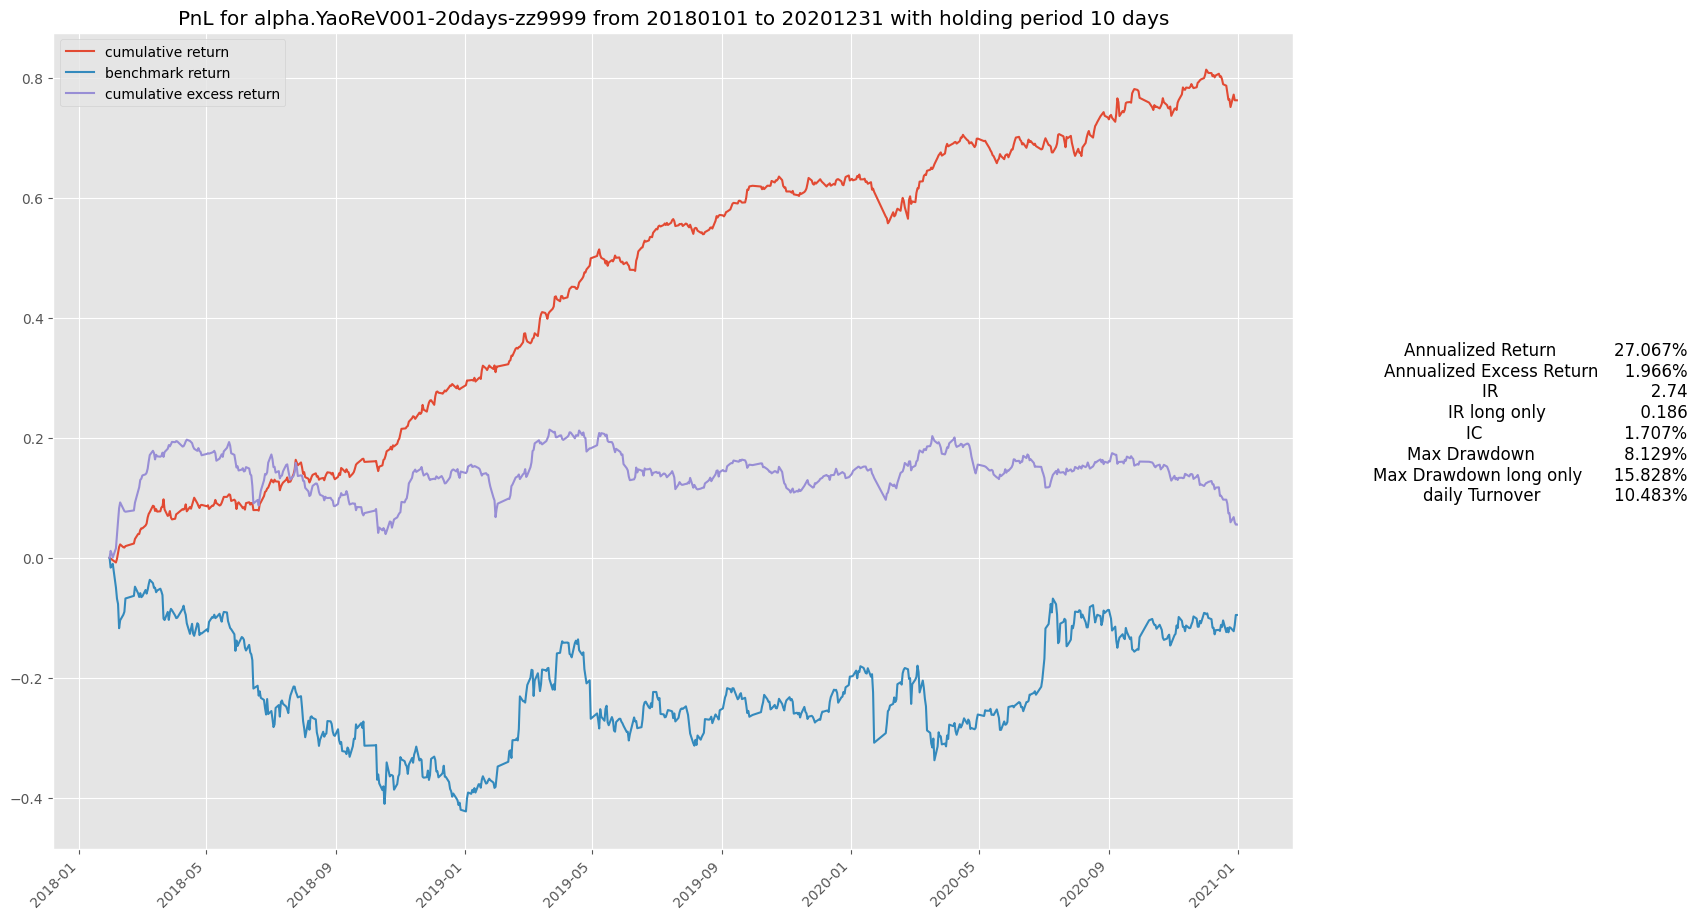 PnL for alpha.YaoReV001-20days-zz9999 from 20180101 to 20201231 with holding period 10 days
cumulative return
benchmark return
cumulative excess return
0.8
0.6
0.4
0.2
0.0
−0.2
−0.4
2018-01
2018-05
2018-09
2019-01
2019-05
2019-09
2020-01
2020-05
2020-09
2021-01
Annualized Return 27.067%
Annualized Excess Return 1.966%
IR 2.74
IR long only 0.186
IC 1.707%
Max Drawdown 8.129%
Max Drawdown long only 15.828%
daily Turnover 10.483%